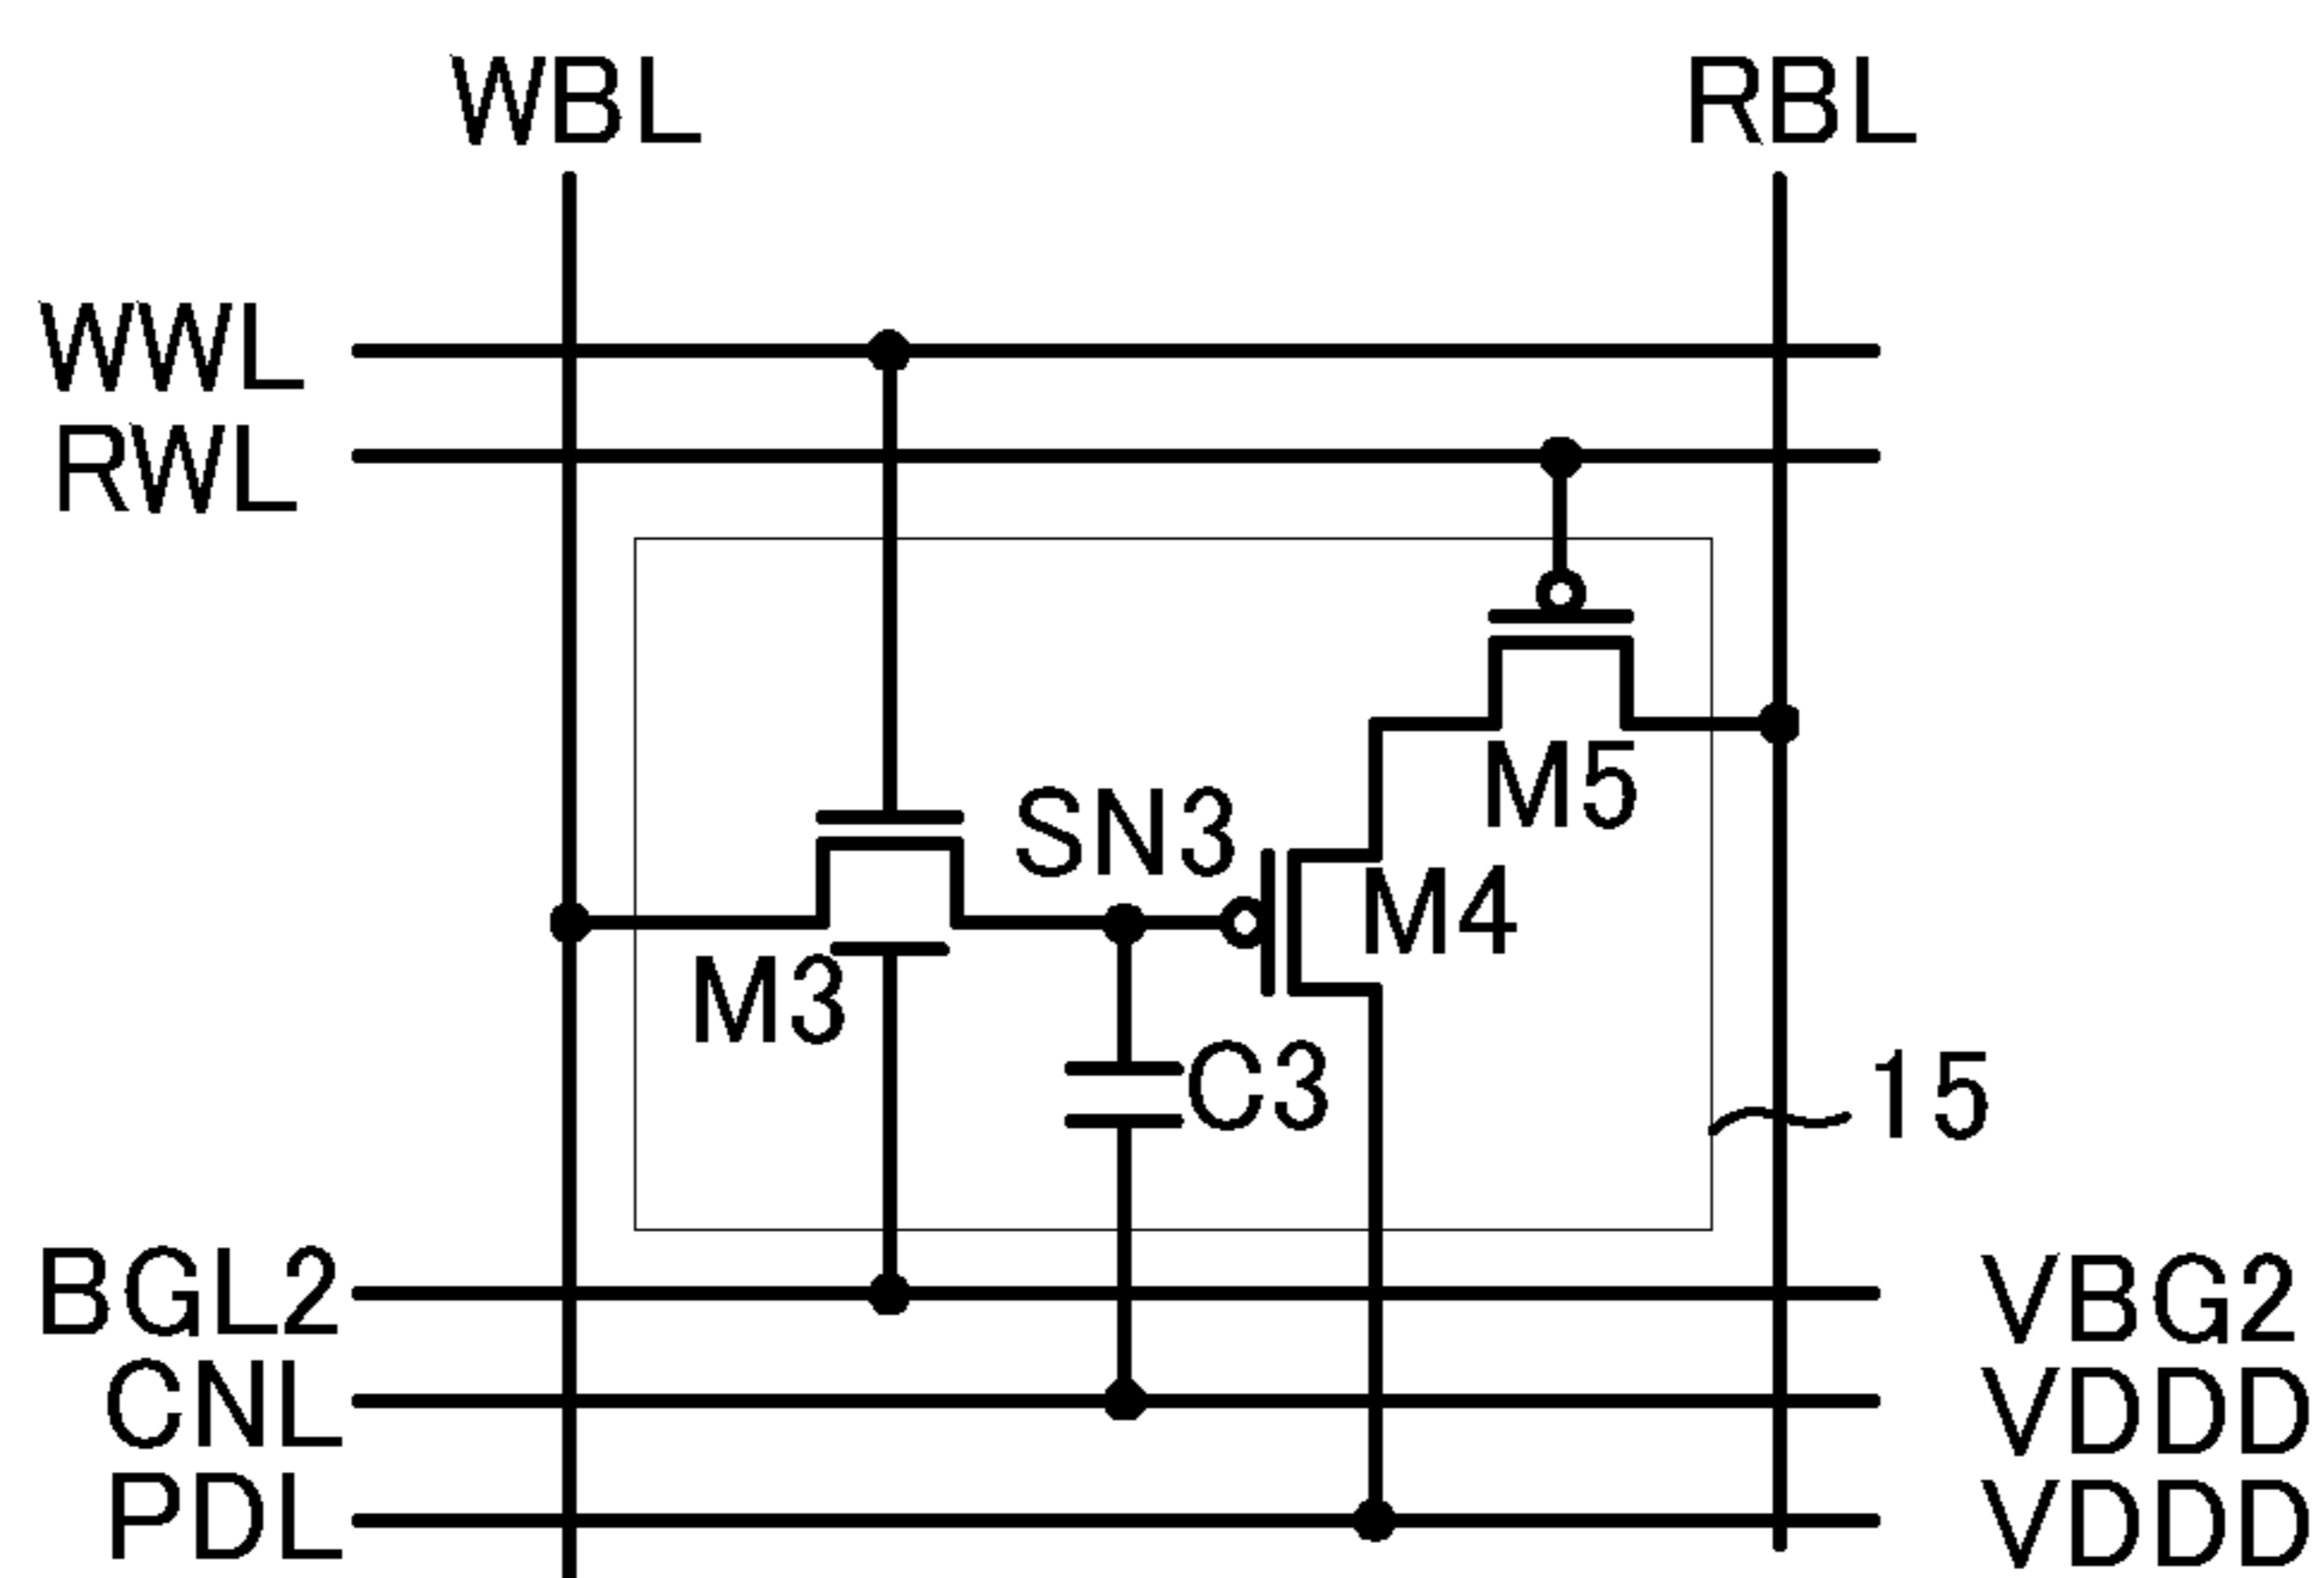 WBL RBL
WWL
RWL
M5
SN3
M4
M3
C3
15
BGL2 VBG2
CNL VDDD
PDL VDDD